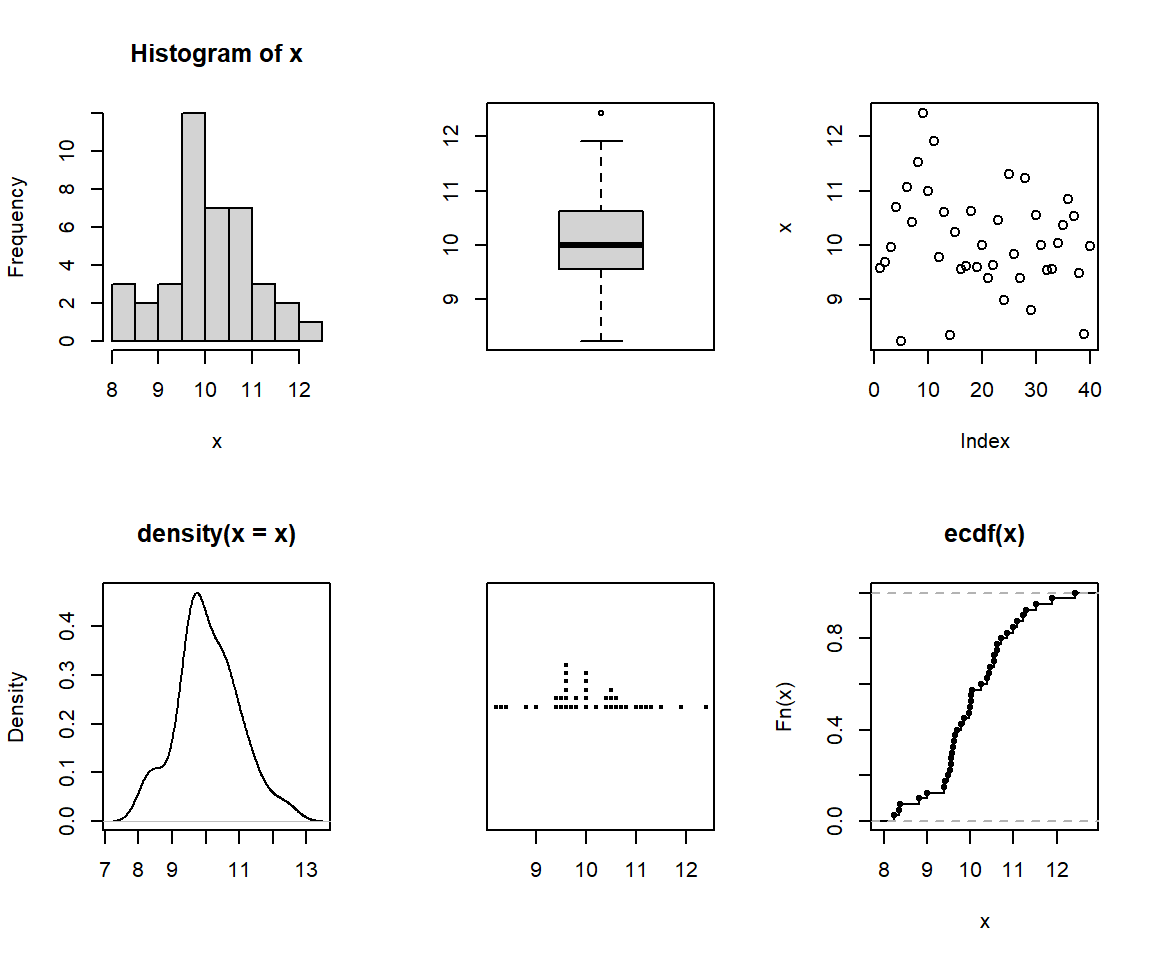 Histogram of x
Frequency
0 2 4 6 8 10
8 9 10 11 12
x
9 10 11 12
x
9 10 11 12
0 10 20 30 40
Index
density(x = x)
Density
0.0 0.1 0.2 0.3 0.4
7 8 9 11 13
9 10 11 12
ecdf(x)
Fn(x)
0.0 0.4 0.8
8 9 10 11 12
x